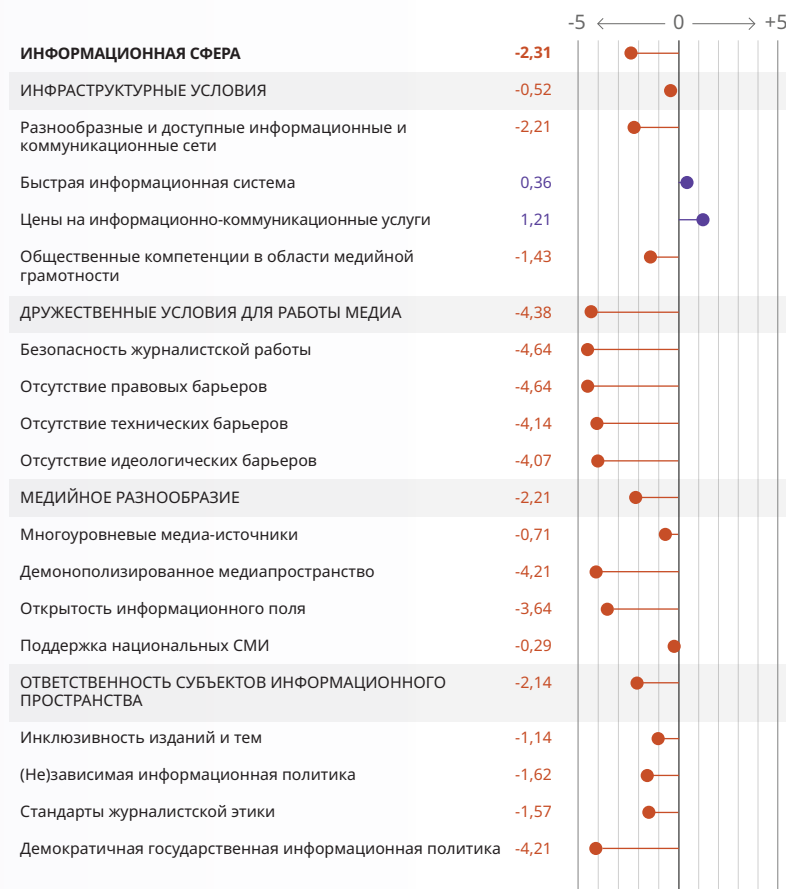 -5 0 +5
ИНФОРМАЦИОННАЯ СФЕРА -2,31
ИНФРАСТРУКТУРНЫЕ УСЛОВИЯ -0,52
Разнообразные и доступные информационные и -2,21
коммуникационные сети
Быстрая информационная система 0,36
Цены на информационно-коммуникационные услуги 1,21
Общественные компетенции в области медийной -1,43
грамотности
ДРУЖЕСТВЕННЫЕ УСЛОВИЯ ДЛЯ РАБОТЫ МЕДИА -4,38
Безопасность журналистской работы -4,64
Отсутствие правовых барьеров -4,64
Отсутствие технических барьеров -4,14
Отсутствие идеологических барьеров -4,07
МЕДИЙНОЕ РАЗНООБРАЗИЕ -2,21
Многоуровневые медиа-источники -0,71
Демонополизированное медиапространство -4,21
Открытость информационного поля -3,64
Поддержка национальных СМИ -0,29
ОТВЕТСТВЕННОСТЬ СУБЪЕКТОВ ИНФОРМАЦИОННОГО -2,14
ПРОСТРАНСТВА
Инклюзивность изданий и тем -1,14
(Не)зависимая информационная политика -1,62
Стандарты журналистской этики -1,57
Демократичная государственная информационная политика -4,21